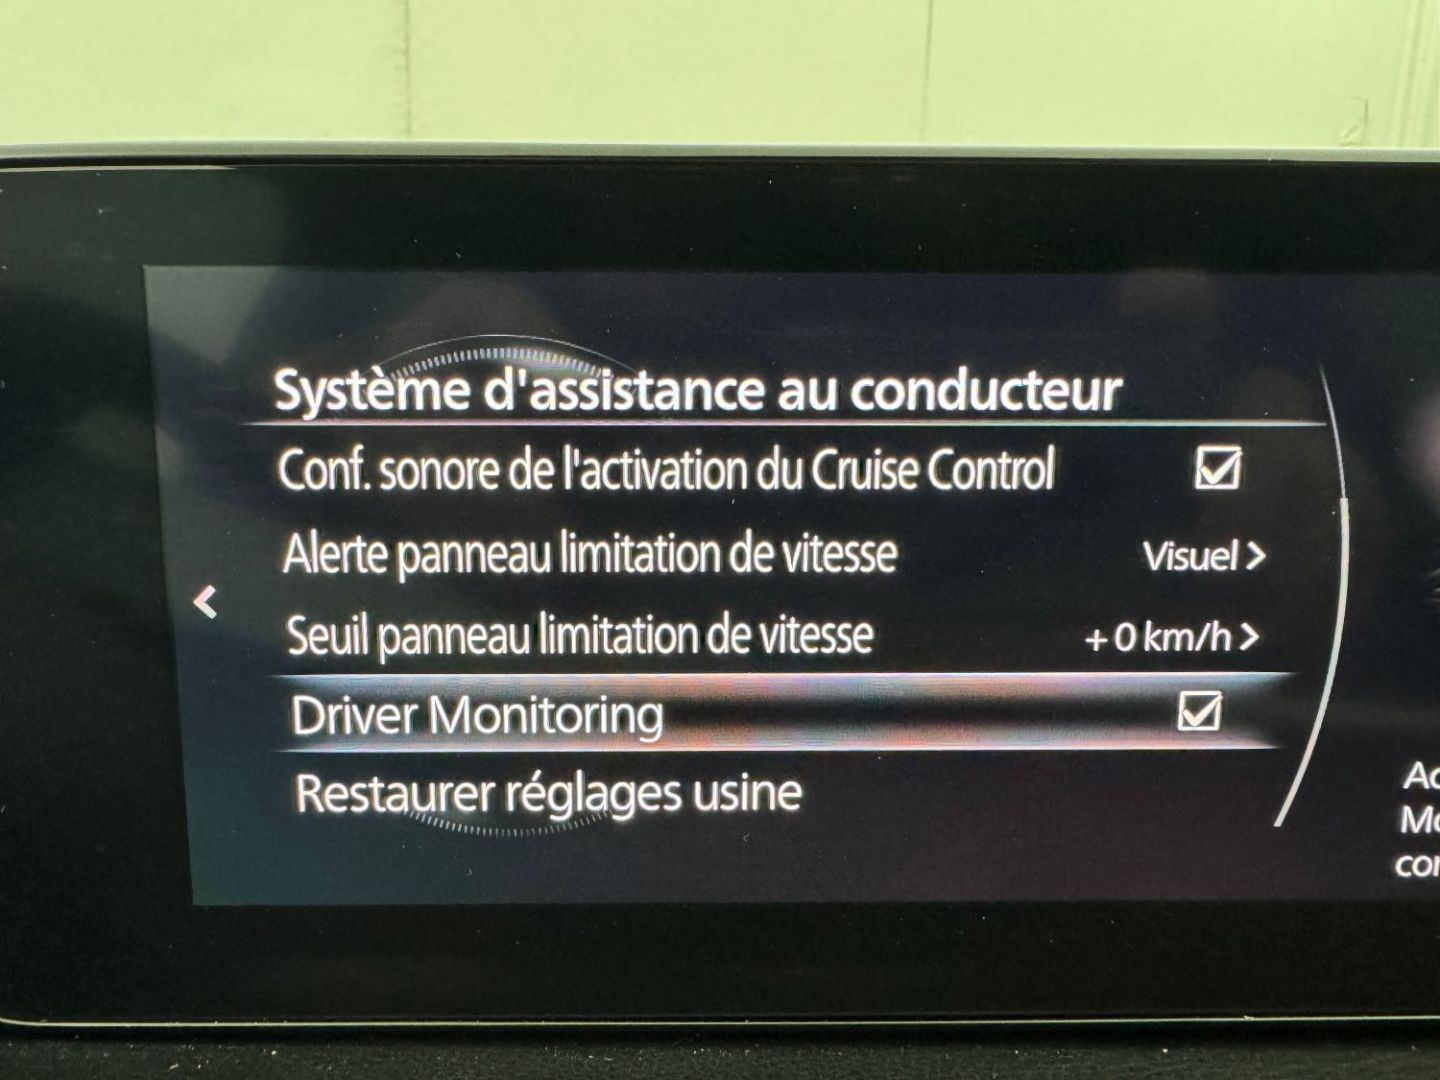 Système d'assistance au conducteur
Conf. sonore de l'activation du Cruise Control
Alerte panneau limitation de vitesse Visuel >
Seuil panneau limitation de vitesse + 0 km/h >
Driver Monitoring
Restaurer réglages usine